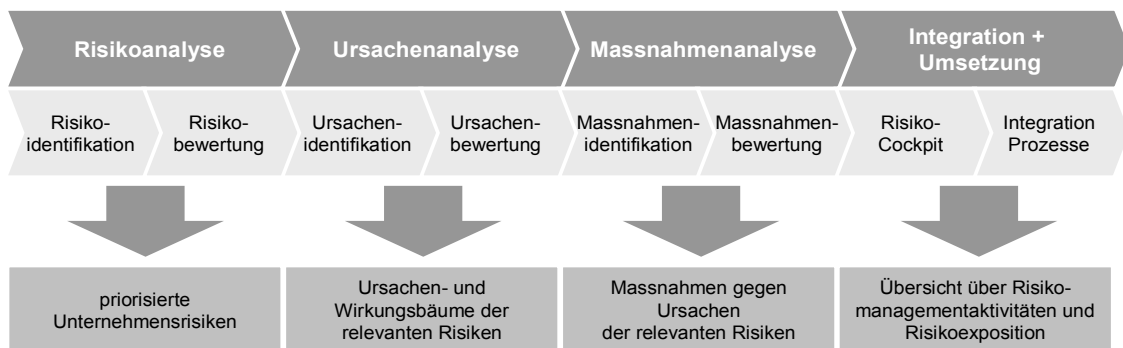 Risikoanalyse
Ursachenanalyse
Massnahmenanalyse
Integration +
Umsetzung
Risiko-
identifikation
Risiko-
bewertung
Ursachen-
identifikation
Ursachen-
bewertung
Massnahmen-
identifikation
Massnahmen-
bewertung
Risiko-
Cockpit
Integration
Prozesse
priorisierte
Unternehmensrisiken
Ursachen- und
Wirkungsbäume der
relevanten Risiken
Massnahmen gegen
Ursachen
der relevanten Risiken
Übersicht über Risiko-
managementaktivitäten und
Risikoexposition